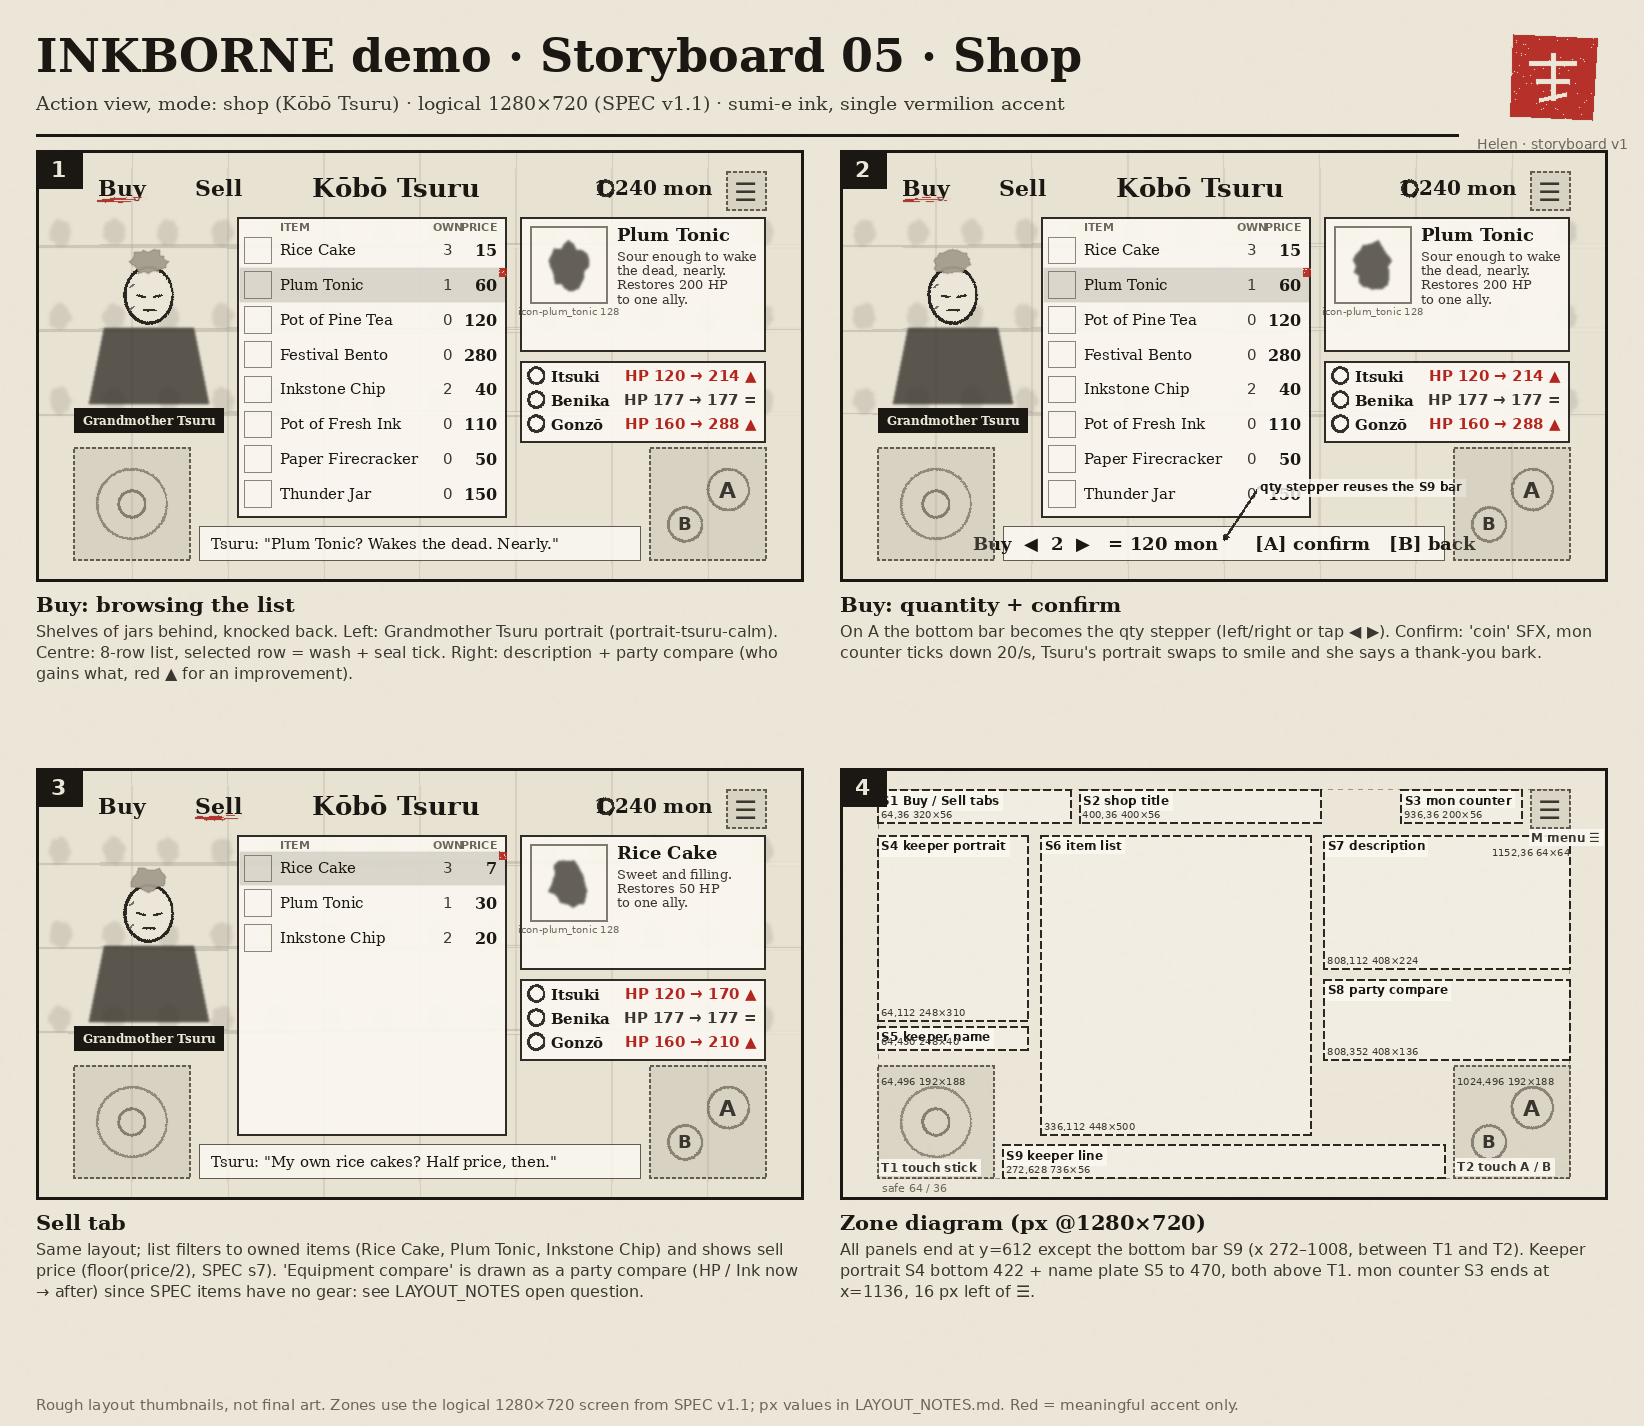 INKBORNE demo · Storyboard 05 · Shop
Action view, mode: shop (Kōbō Tsuru) · logical 1280×720 (SPEC v1.1) · sumi-e ink, single vermilion accent
Helen · storyboard v1
1
Buy Sell Kōbō Tsuru 240 mon ☰
ITEM OWN PRICE
Rice Cake 3 15
Plum Tonic 1 60
Pot of Pine Tea 0 120
Festival Bento 0 280
Inkstone Chip 2 40
Pot of Fresh Ink 0 110
Paper Firecracker 0 50
Thunder Jar 0 150
Plum Tonic
Sour enough to wake
the dead, nearly.
Restores 200 HP
to one ally.
icon-plum_tonic 128
Itsuki HP 120 → 214 ▲
Benika HP 177 → 177 =
Gonzō HP 160 → 288 ▲
Grandmother Tsuru
A
B
Tsuru: "Plum Tonic? Wakes the dead. Nearly."
Buy: browsing the list
Shelves of jars behind, knocked back. Left: Grandmother Tsuru portrait (portrait-tsuru-calm).
Centre: 8-row list, selected row = wash + seal tick. Right: description + party compare (who
gains what, red ▲ for an improvement).
2
Buy Sell Kōbō Tsuru 240 mon ☰
ITEM OWN PRICE
Rice Cake 3 15
Plum Tonic 1 60
Pot of Pine Tea 0 120
Festival Bento 0 280
Inkstone Chip 2 40
Pot of Fresh Ink 0 110
Paper Firecracker 0 50
Thunder Jar 0 150
Plum Tonic
Sour enough to wake
the dead, nearly.
Restores 200 HP
to one ally.
icon-plum_tonic 128
Itsuki HP 120 → 214 ▲
Benika HP 177 → 177 =
Gonzō HP 160 → 288 ▲
Grandmother Tsuru
qty stepper reuses the S9 bar
A
B
Buy ◀ 2 ▶ = 120 mon [A] confirm [B] back
Buy: quantity + confirm
On A the bottom bar becomes the qty stepper (left/right or tap ◀ ▶). Confirm: 'coin' SFX, mon
counter ticks down 20/s, Tsuru's portrait swaps to smile and she says a thank-you bark.
3
Buy Sell Kōbō Tsuru 240 mon ☰
ITEM OWN PRICE
Rice Cake 3 7
Plum Tonic 1 30
Inkstone Chip 2 20
Rice Cake
Sweet and filling.
Restores 50 HP
to one ally.
icon-plum_tonic 128
Itsuki HP 120 → 170 ▲
Benika HP 177 → 177 =
Gonzō HP 160 → 210 ▲
Grandmother Tsuru
A
B
Tsuru: "My own rice cakes? Half price, then."
Sell tab
Same layout; list filters to owned items (Rice Cake, Plum Tonic, Inkstone Chip) and shows sell
price (floor(price/2), SPEC s7). 'Equipment compare' is drawn as a party compare (HP / Ink now
→ after) since SPEC items have no gear: see LAYOUT_NOTES open question.
4
S1 Buy / Sell tabs
64,36 320×56
S2 shop title
400,36 400×56
S3 mon counter
936,36 200×56
☰
M menu ☰
1152,36 64×64
S4 keeper portrait
64,112 248×310
S5 keeper name
64,430 248×40
S6 item list
336,112 448×500
S7 description
808,112 408×224
S8 party compare
808,352 408×136
64,496 192×188
T1 touch stick
S9 keeper line
272,628 736×56
1024,496 192×188
A
B
T2 touch A / B
safe 64 / 36
Zone diagram (px @1280×720)
All panels end at y=612 except the bottom bar S9 (x 272–1008, between T1 and T2). Keeper
portrait S4 bottom 422 + name plate S5 to 470, both above T1. mon counter S3 ends at
x=1136, 16 px left of ☰.
Rough layout thumbnails, not final art. Zones use the logical 1280×720 screen from SPEC v1.1; px values in LAYOUT_NOTES.md. Red = meaningful accent only.